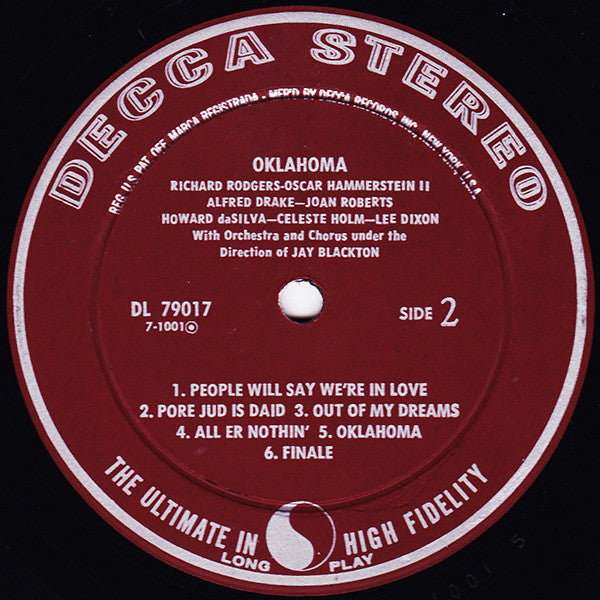 DECCA STEREO
REG. U.S. PAT. OFF. MARCA REGISTRADA - MFR'D BY DECCA RECORDS INC., NEW YORK, U.S.A.
OKLAHOMA
RICHARD RODGERS-OSCAR HAMMERSTEIN II
ALFRED DRAKE—JOAN ROBERTS
HOWARD daSILVA—CELESTE HOLM—LEE DIXON
With Orchestra and Chorus under the
Direction of JAY BLACKTON
DL 79017
7-1001
SIDE 2
1. PEOPLE WILL SAY WE'RE IN LOVE
2. PORE JUD IS DAID 3. OUT OF MY DREAMS
4. ALL ER NOTHIN' 5. OKLAHOMA
6. FINALE
THE ULTIMATE IN HIGH FIDELITY
LONG PLAY